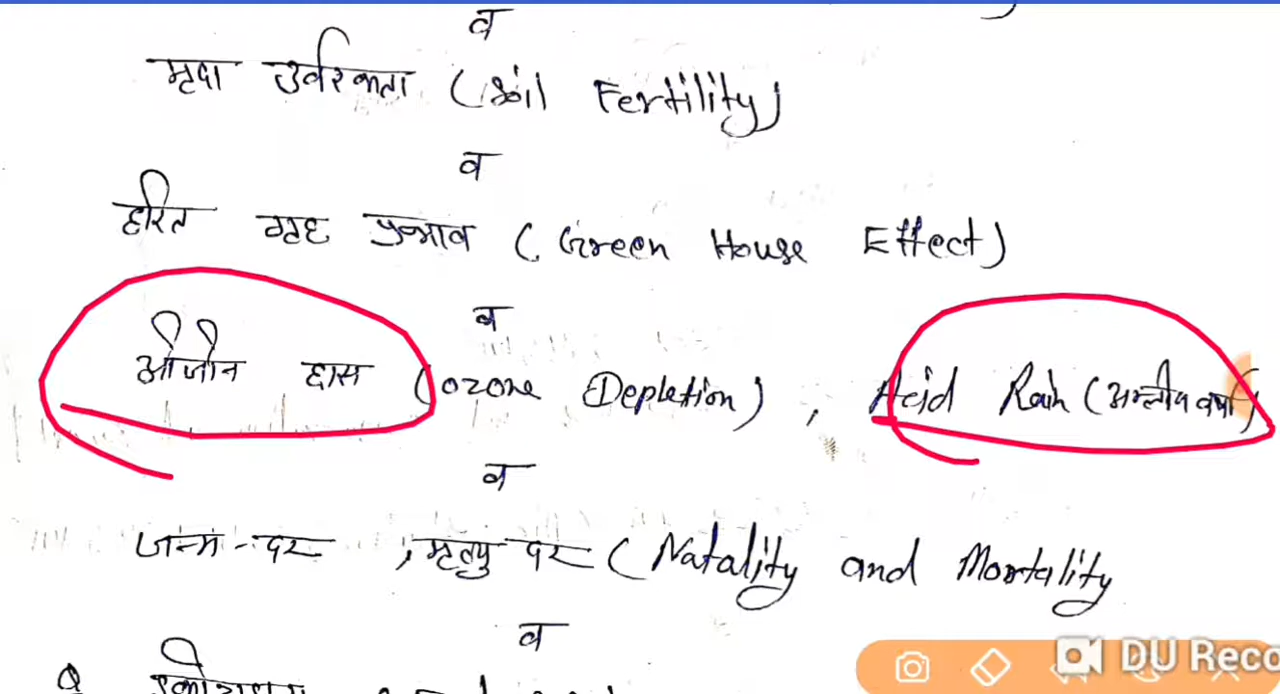 व
मृदा उर्वरकता (Soil Fertility)
व
हरित गृह प्रभाव (Green House Effect)
व
ओजोन ह्रास (Ozone Depletion), Acid Rain (अम्लीय वर्षा)
व
जन्म-दर, मृत्यु दर (Natality and Mortality
व
DU Reco